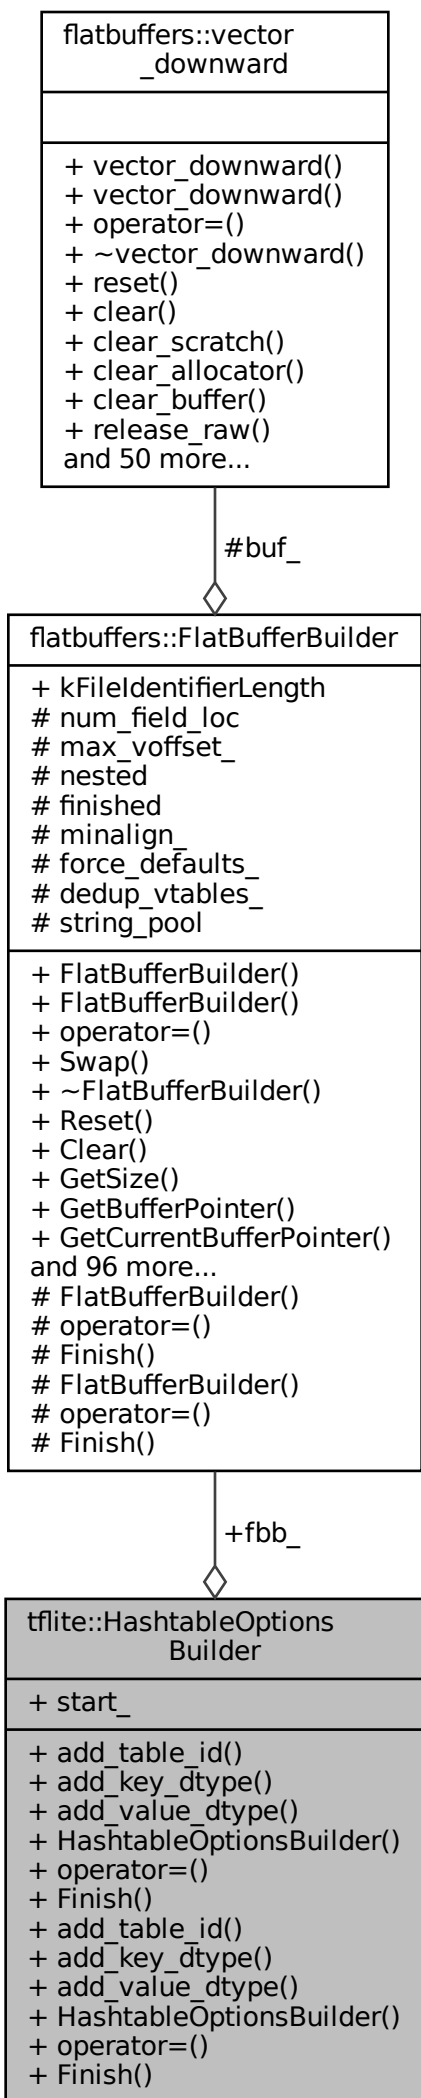 flatbuffers::vector
_downward
+ vector_downward()
+ vector_downward()
+ operator=()
+ ~vector_downward()
+ reset()
+ clear()
+ clear_scratch()
+ clear_allocator()
+ clear_buffer()
+ release_raw()
and 50 more...
#buf_
flatbuffers::FlatBufferBuilder
+ kFileIdentifierLength
# num_field_loc
# max_voffset_
# nested
# finished
# minalign_
# force_defaults_
# dedup_vtables_
# string_pool
+ FlatBufferBuilder()
+ FlatBufferBuilder()
+ operator=()
+ Swap()
+ ~FlatBufferBuilder()
+ Reset()
+ Clear()
+ GetSize()
+ GetBufferPointer()
+ GetCurrentBufferPointer()
and 96 more...
# FlatBufferBuilder()
# operator=()
# Finish()
# FlatBufferBuilder()
# operator=()
# Finish()
+fbb_
tflite::HashtableOptions
Builder
+ start_
+ add_table_id()
+ add_key_dtype()
+ add_value_dtype()
+ HashtableOptionsBuilder()
+ operator=()
+ Finish()
+ add_table_id()
+ add_key_dtype()
+ add_value_dtype()
+ HashtableOptionsBuilder()
+ operator=()
+ Finish()